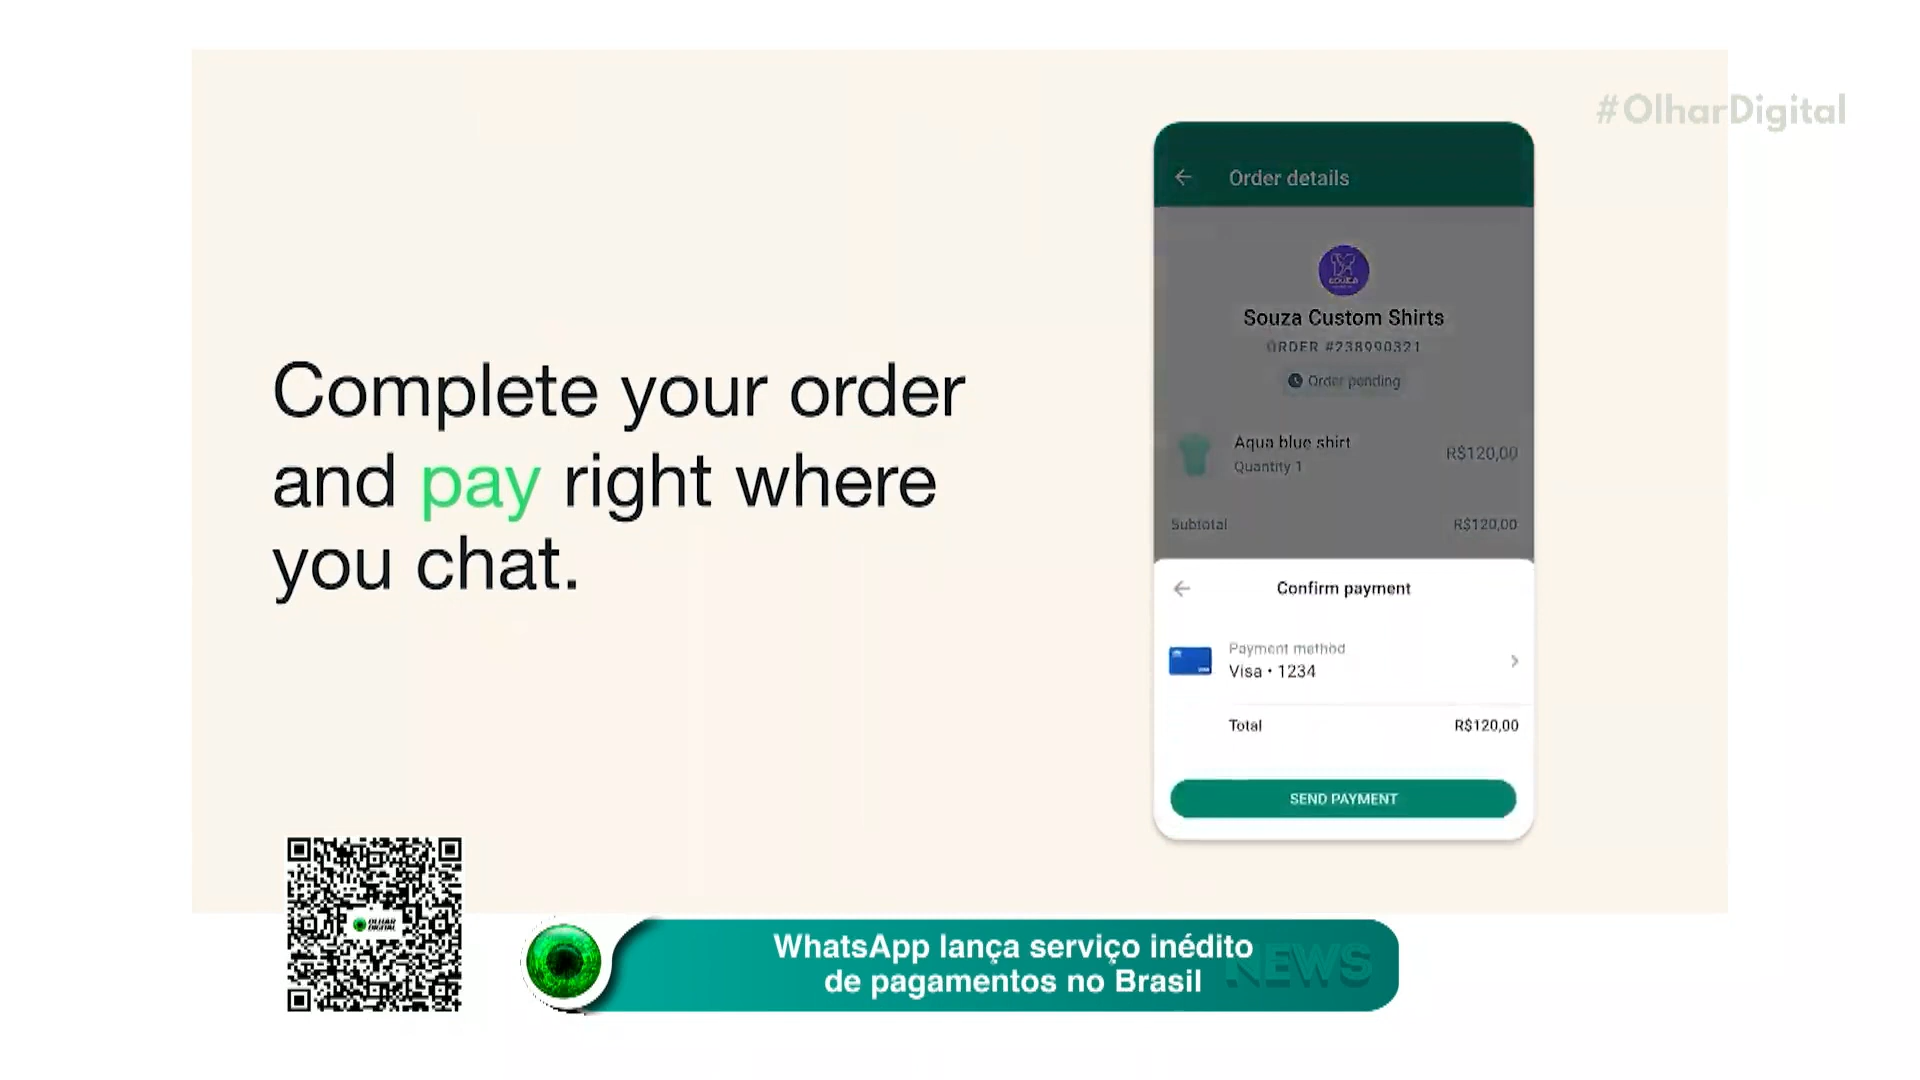 #OlharDigital
Complete your order
and pay right where
you chat.
Order details
Souza Custom Shirts
ORDER #238990321
Order pending
Aqua blue shirt
Quantity 1
R$120,00
Subtotal
R$120,00
Confirm payment
Payment method
Visa • 1234
Total
R$120,00
SEND PAYMENT
OLHAR
DIGITAL
WhatsApp lança serviço inédito
de pagamentos no Brasil
NEWS